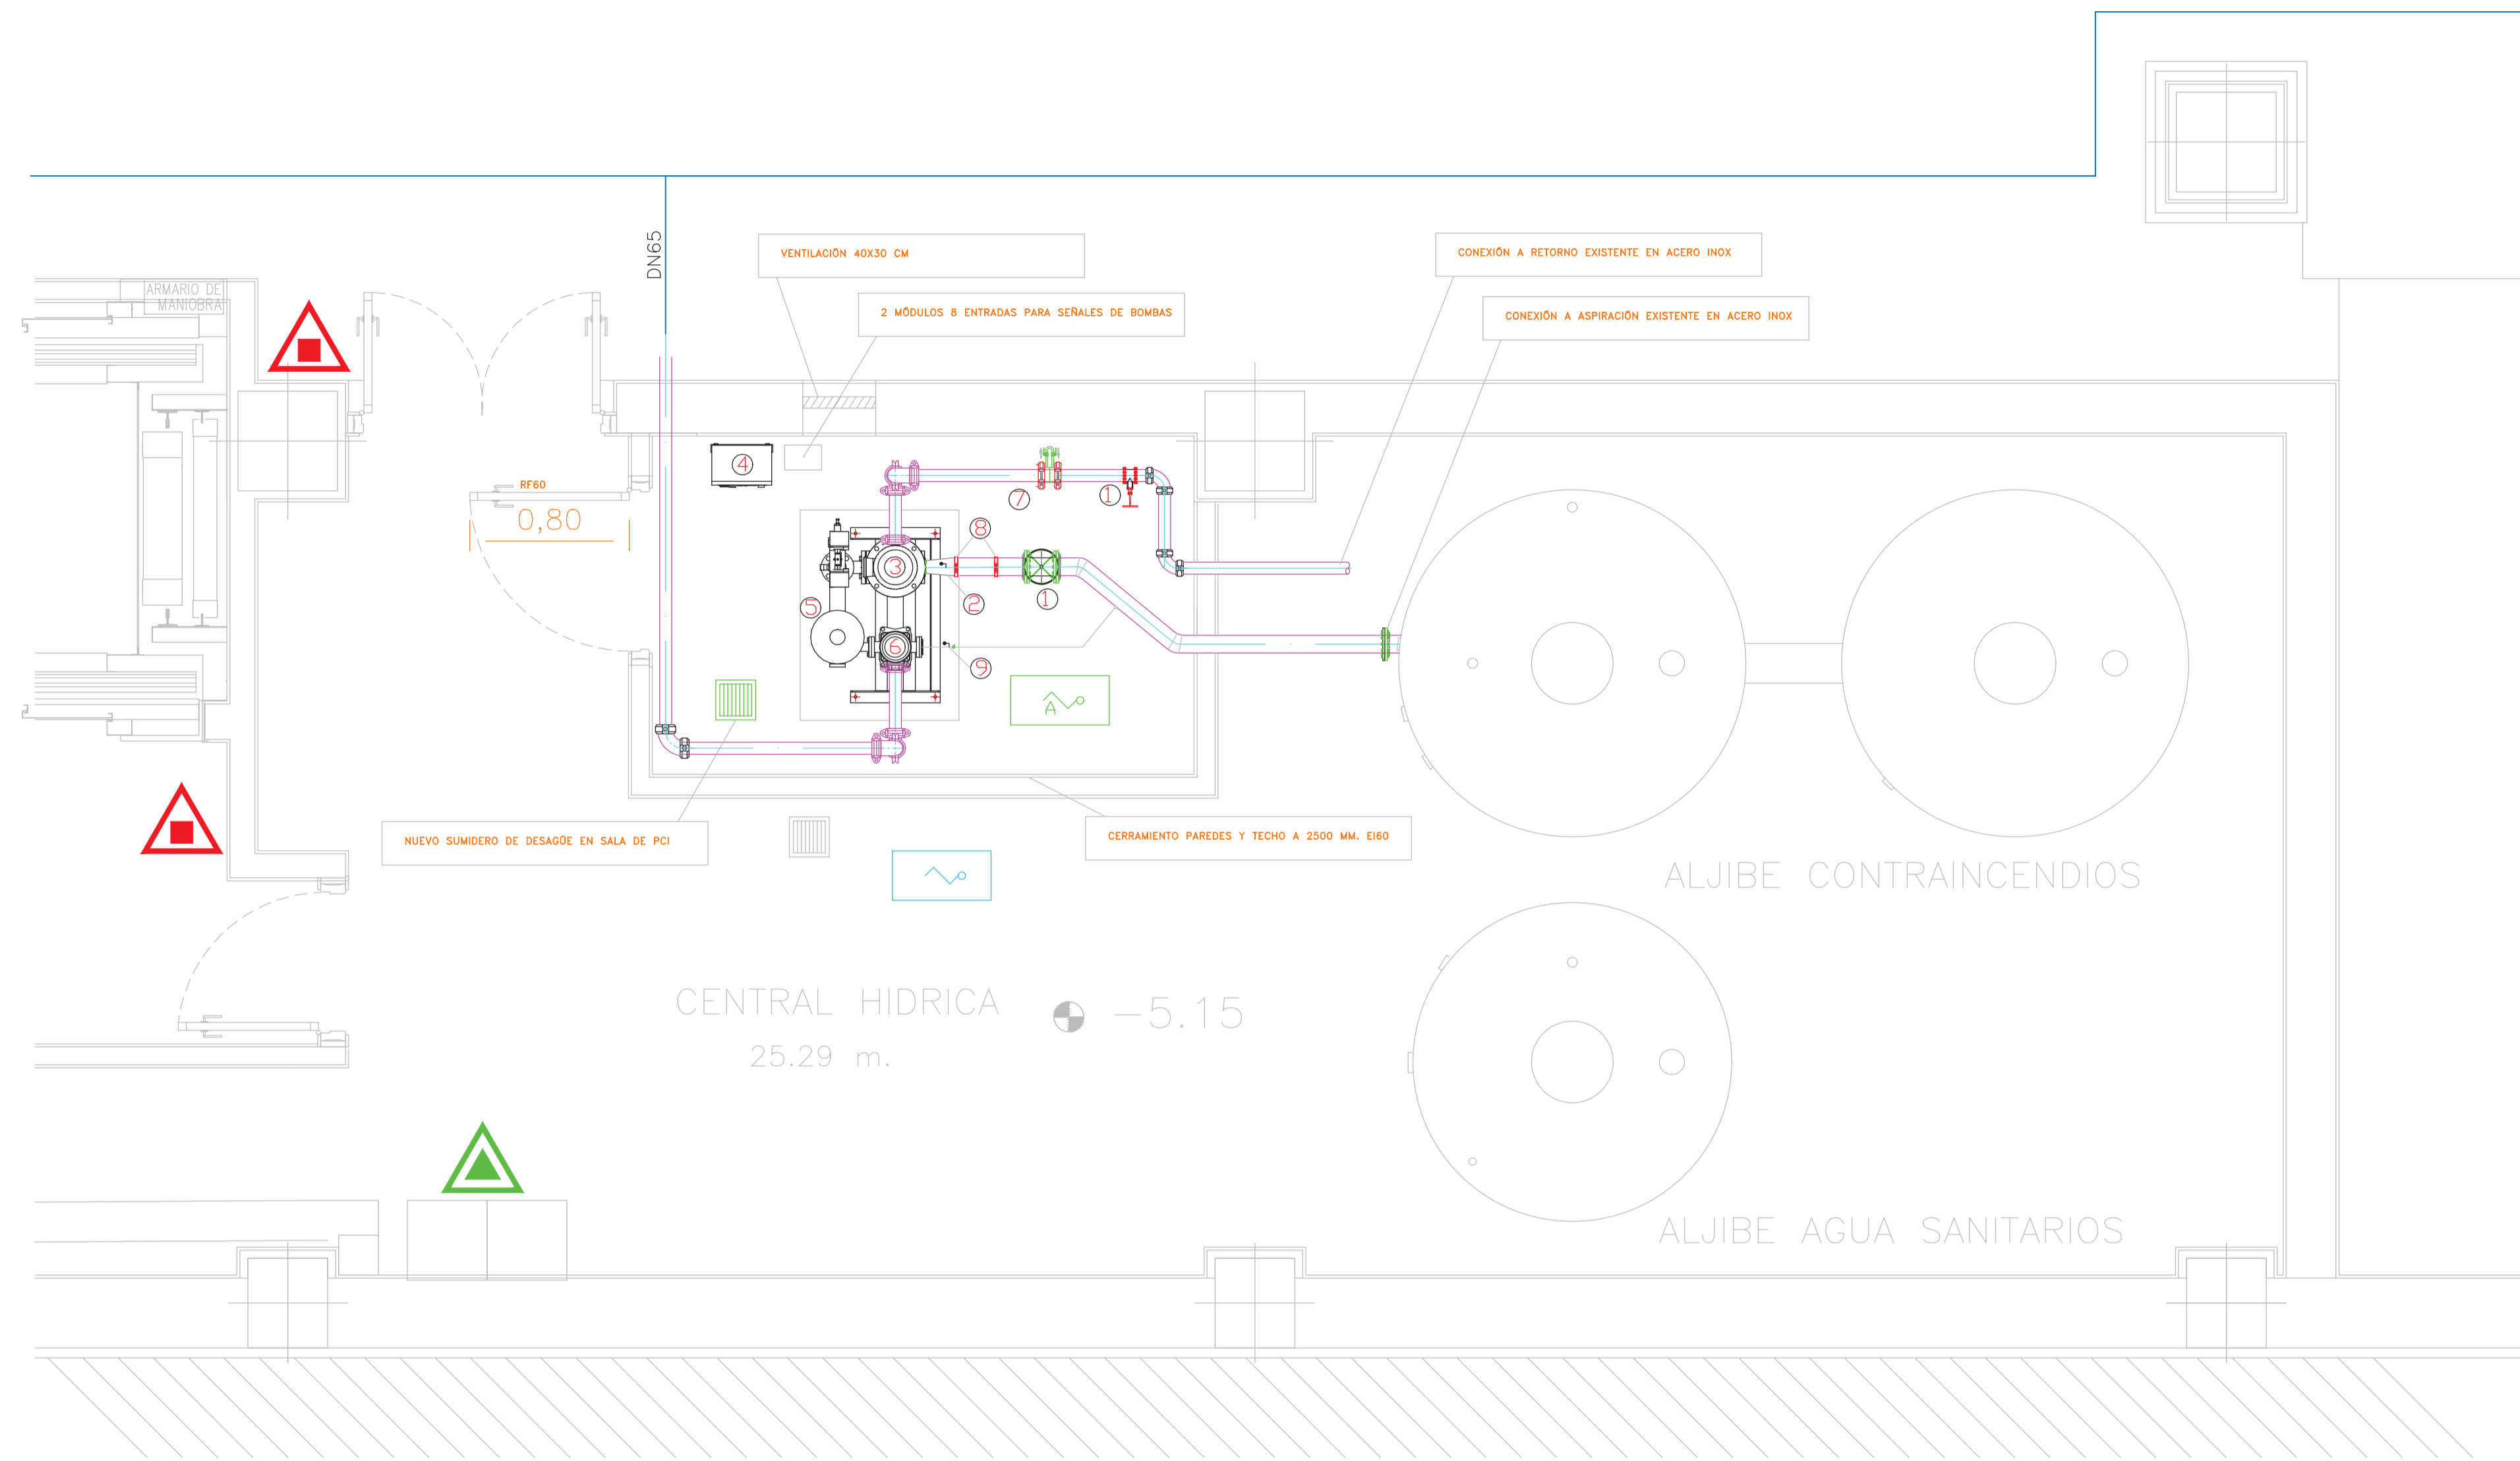 DN65
VENTILACIÓN 40X30 CM
CONEXIÓN A RETORNO EXISTENTE EN ACERO INOX
ARMARIO DE
MANIOBRA
2 MÓDULOS 8 ENTRADAS PARA SEÑALES DE BOMBAS
CONEXIÓN A ASPIRACIÓN EXISTENTE EN ACERO INOX
4
RF60
0,80
7
1
8
3
5
2
1
6
9
A
NUEVO SUMIDERO DE DESAGÜE EN SALA DE PCI
CERRAMIENTO PAREDES Y TECHO A 2500 MM. EI60
ALJIBE CONTRAINCENDIOS
CENTRAL HIDRICA
-5.15
25.29 m.
ALJIBE AGUA SANITARIOS